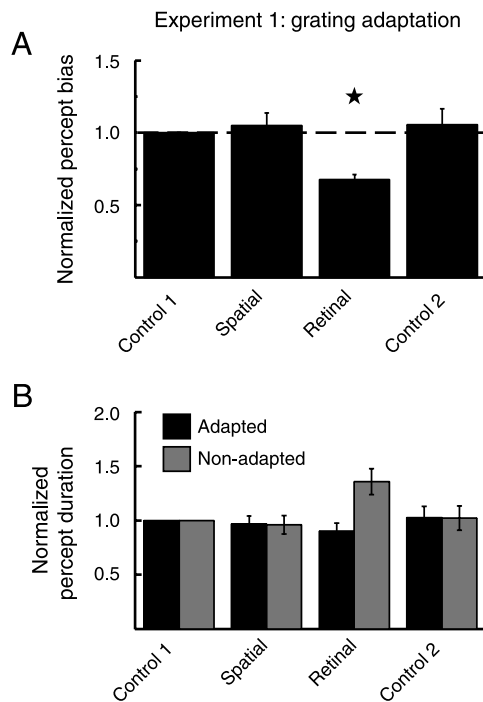 Experiment 1: grating adaptation
A
Normalized percept bias
1.5
1.0
0.5
Control 1
Spatial
Retinal
Control 2
B
Normalized
percept duration
2.0
1.5
1.0
0.5
Adapted
Non-adapted
Control 1
Spatial
Retinal
Control 2